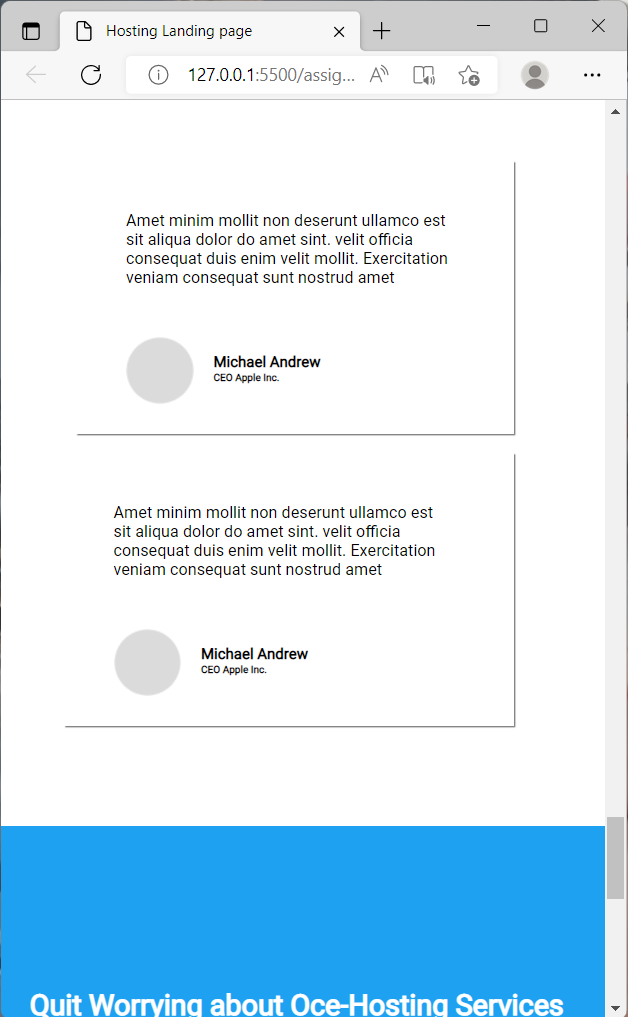 Hosting Landing page
127.0.0.1:5500/assig...
Amet minim mollit non deserunt ullamco est
sit aliqua dolor do amet sint. velit officia
consequat duis enim velit mollit. Exercitation
veniam consequat sunt nostrud amet
Michael Andrew
CEO Apple Inc.
Amet minim mollit non deserunt ullamco est
sit aliqua dolor do amet sint. velit officia
consequat duis enim velit mollit. Exercitation
veniam consequat sunt nostrud amet
Michael Andrew
CEO Apple Inc.
Quit Worrying about Oce-Hosting Services